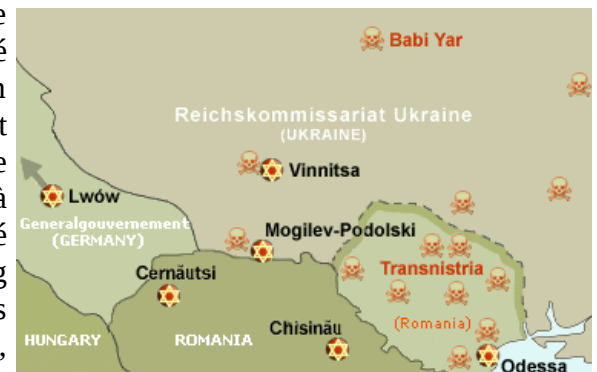 e
é
n
t
e
à
é
g
s
,
Babi Yar
Reichskommissariat Ukraine
(UKRAINE)
Vinnitsa
Lwów
Generalgouvernement
(GERMANY)
Mogilev-Podolski
Transnistria
Cernăutsi
(Romania)
Chisinău
HUNGARY
ROMANIA
Odessa